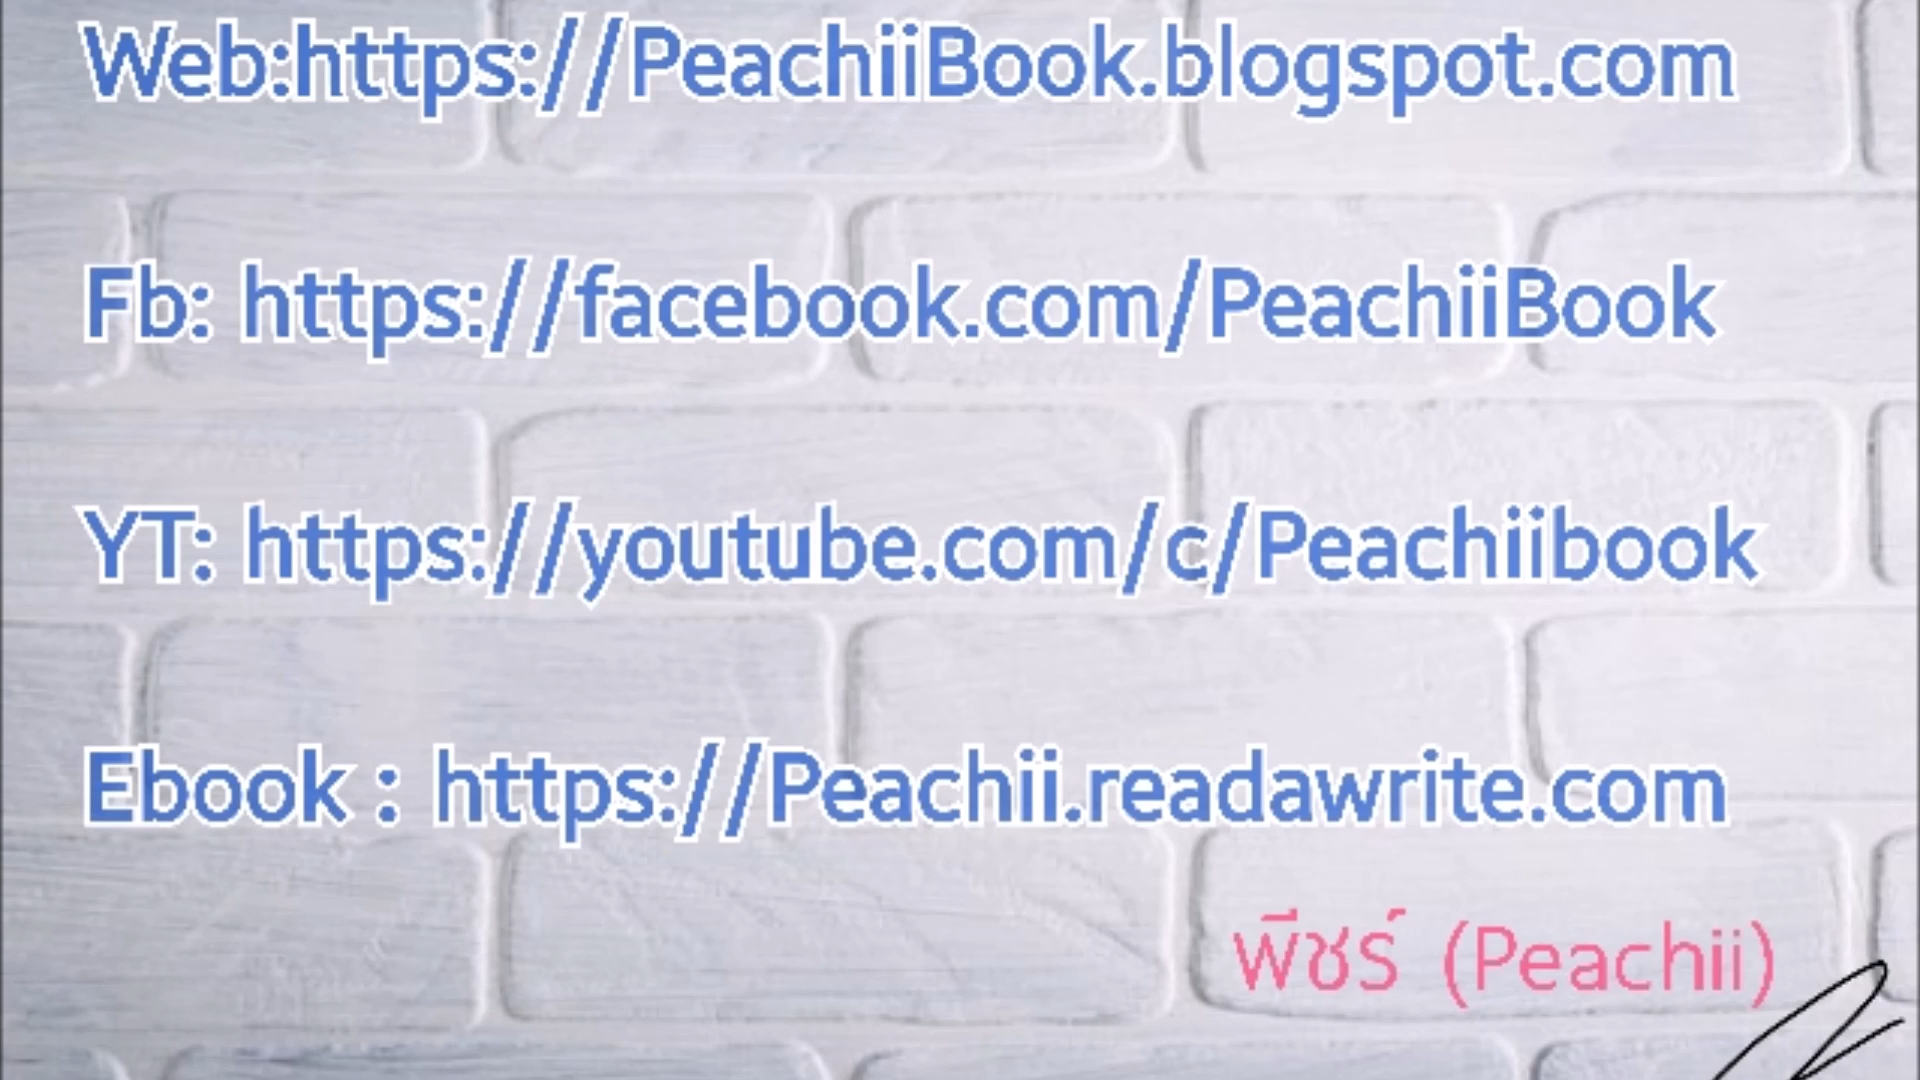 Web:https://PeachiiBook.blogspot.com
Fb: https://facebook.com/PeachiiBook
YT: https://youtube.com/c/Peachiibook
Ebook : https://Peachii.readawrite.com
พีชร์ (Peachii)